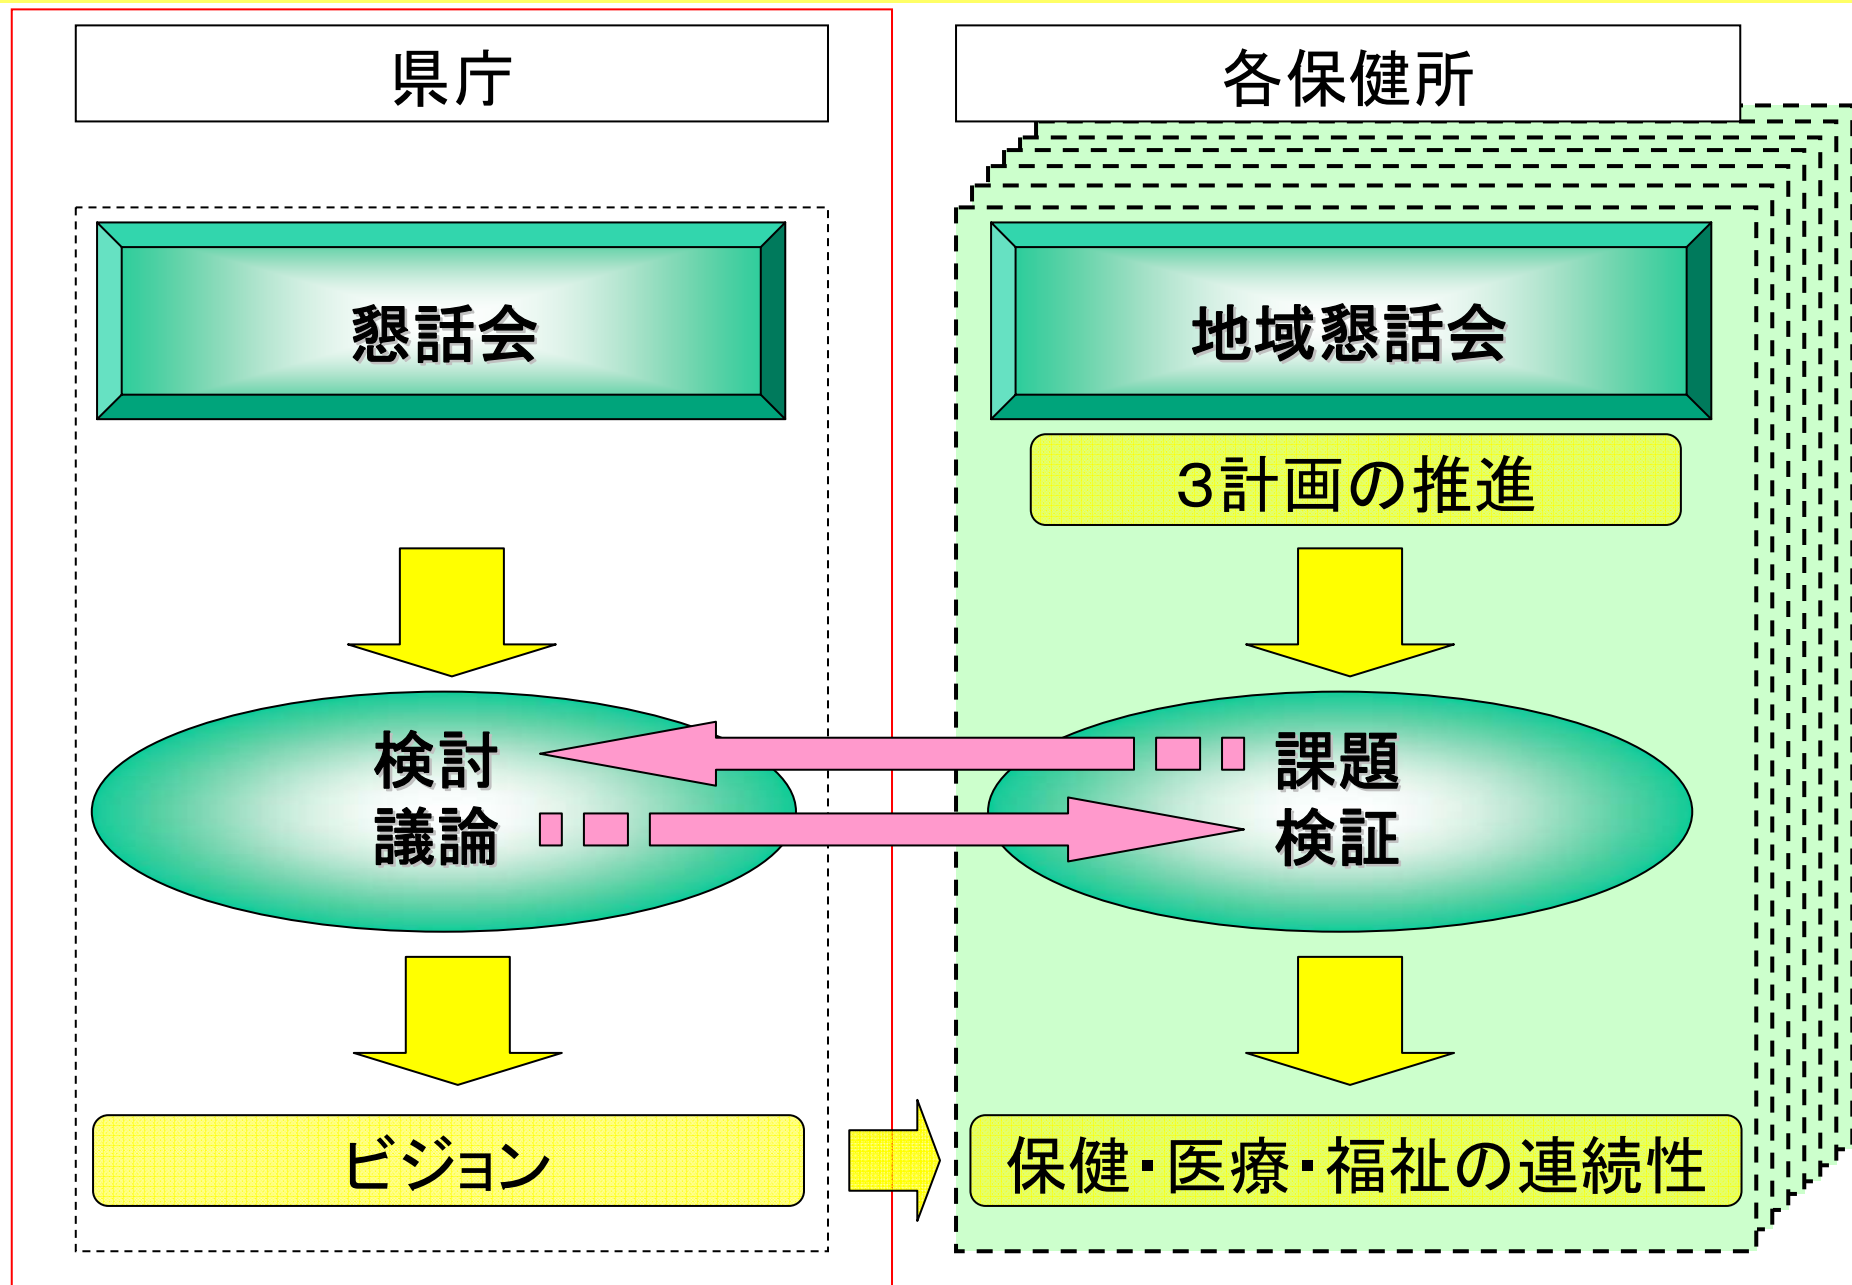 県庁
各保健所
懇話会
地域懇話会
３計画の推進
検討
議論
課題
検証
ビジョン
保健・医療・福祉の連続性